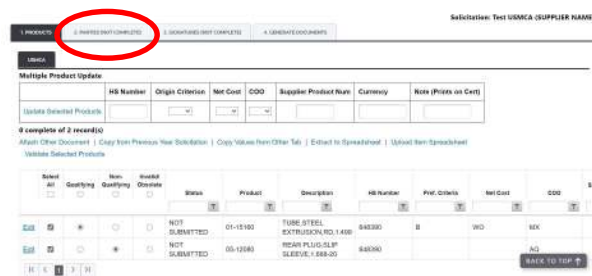 Solicitation: Test USMCA (SUPPLIER NAME
1. PRODUCTS
2. PARTIES (NOT COMPLETE)
3. SIGNATURES (NOT COMPLETE)
4. GENERATE DOCUMENTS
USMCA
Multiple Product Update
HS Number Origin Criterion Net Cost COO Supplier Product Num Currency Note (Prints on Cert)
Update Selected Products
0 complete of 2 record(s)
Attach Other Document | Copy from Previous Year Solicitation | Copy Values from Other Tab | Extract to Spreadsheet | Upload Item Spreadsheet
Validate Selected Products
Select All Qualifying Non-Qualifying Invalid Obsolete Status Product Description HS Number Pref. Criteria Net Cost COO
Edit NOT SUBMITTED 01-15160 TUBE,STEEL EXTRUSION,RD,1.490 848390 B WO MX
Edit NOT SUBMITTED 05-12080 REAR PLUG,SLIP SLEEVE,1.688-20 848390 AG
1
BACK TO TOP